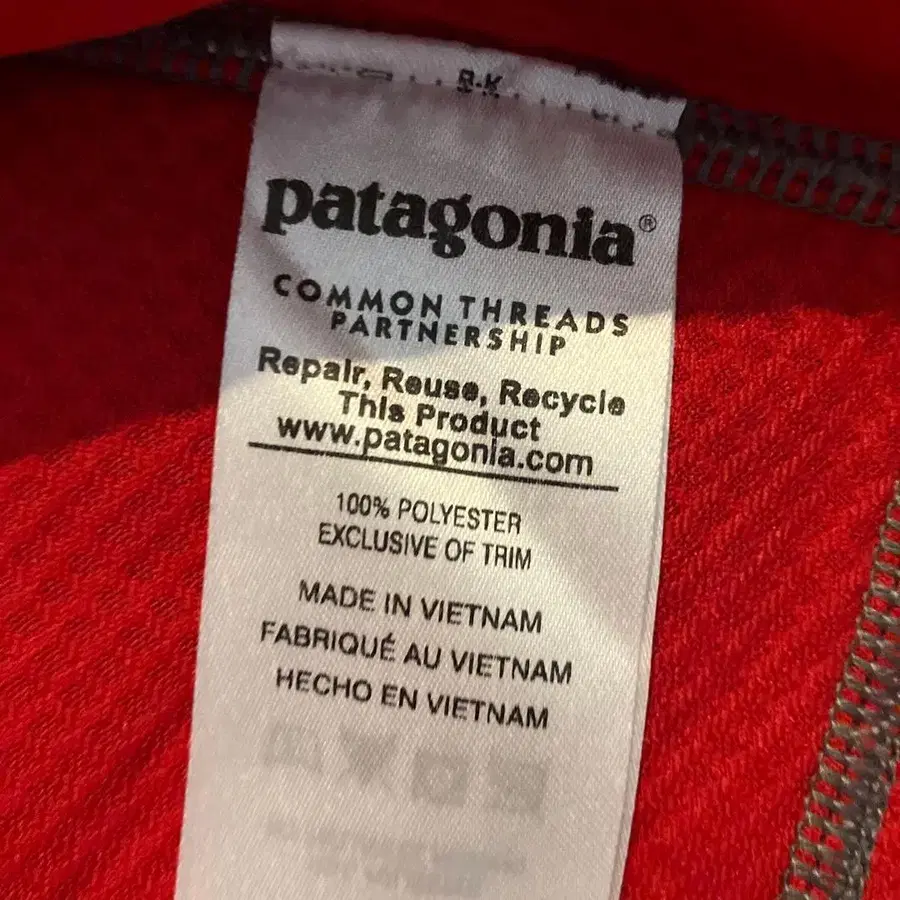 patagonia®
COMMON THREADS
PARTNERSHIP
Repair, Reuse, Recycle
This Product
www.patagonia.com
100% POLYESTER
EXCLUSIVE OF TRIM
MADE IN VIETNAM
FABRIQUÉ AU VIETNAM
HECHO EN VIETNAM